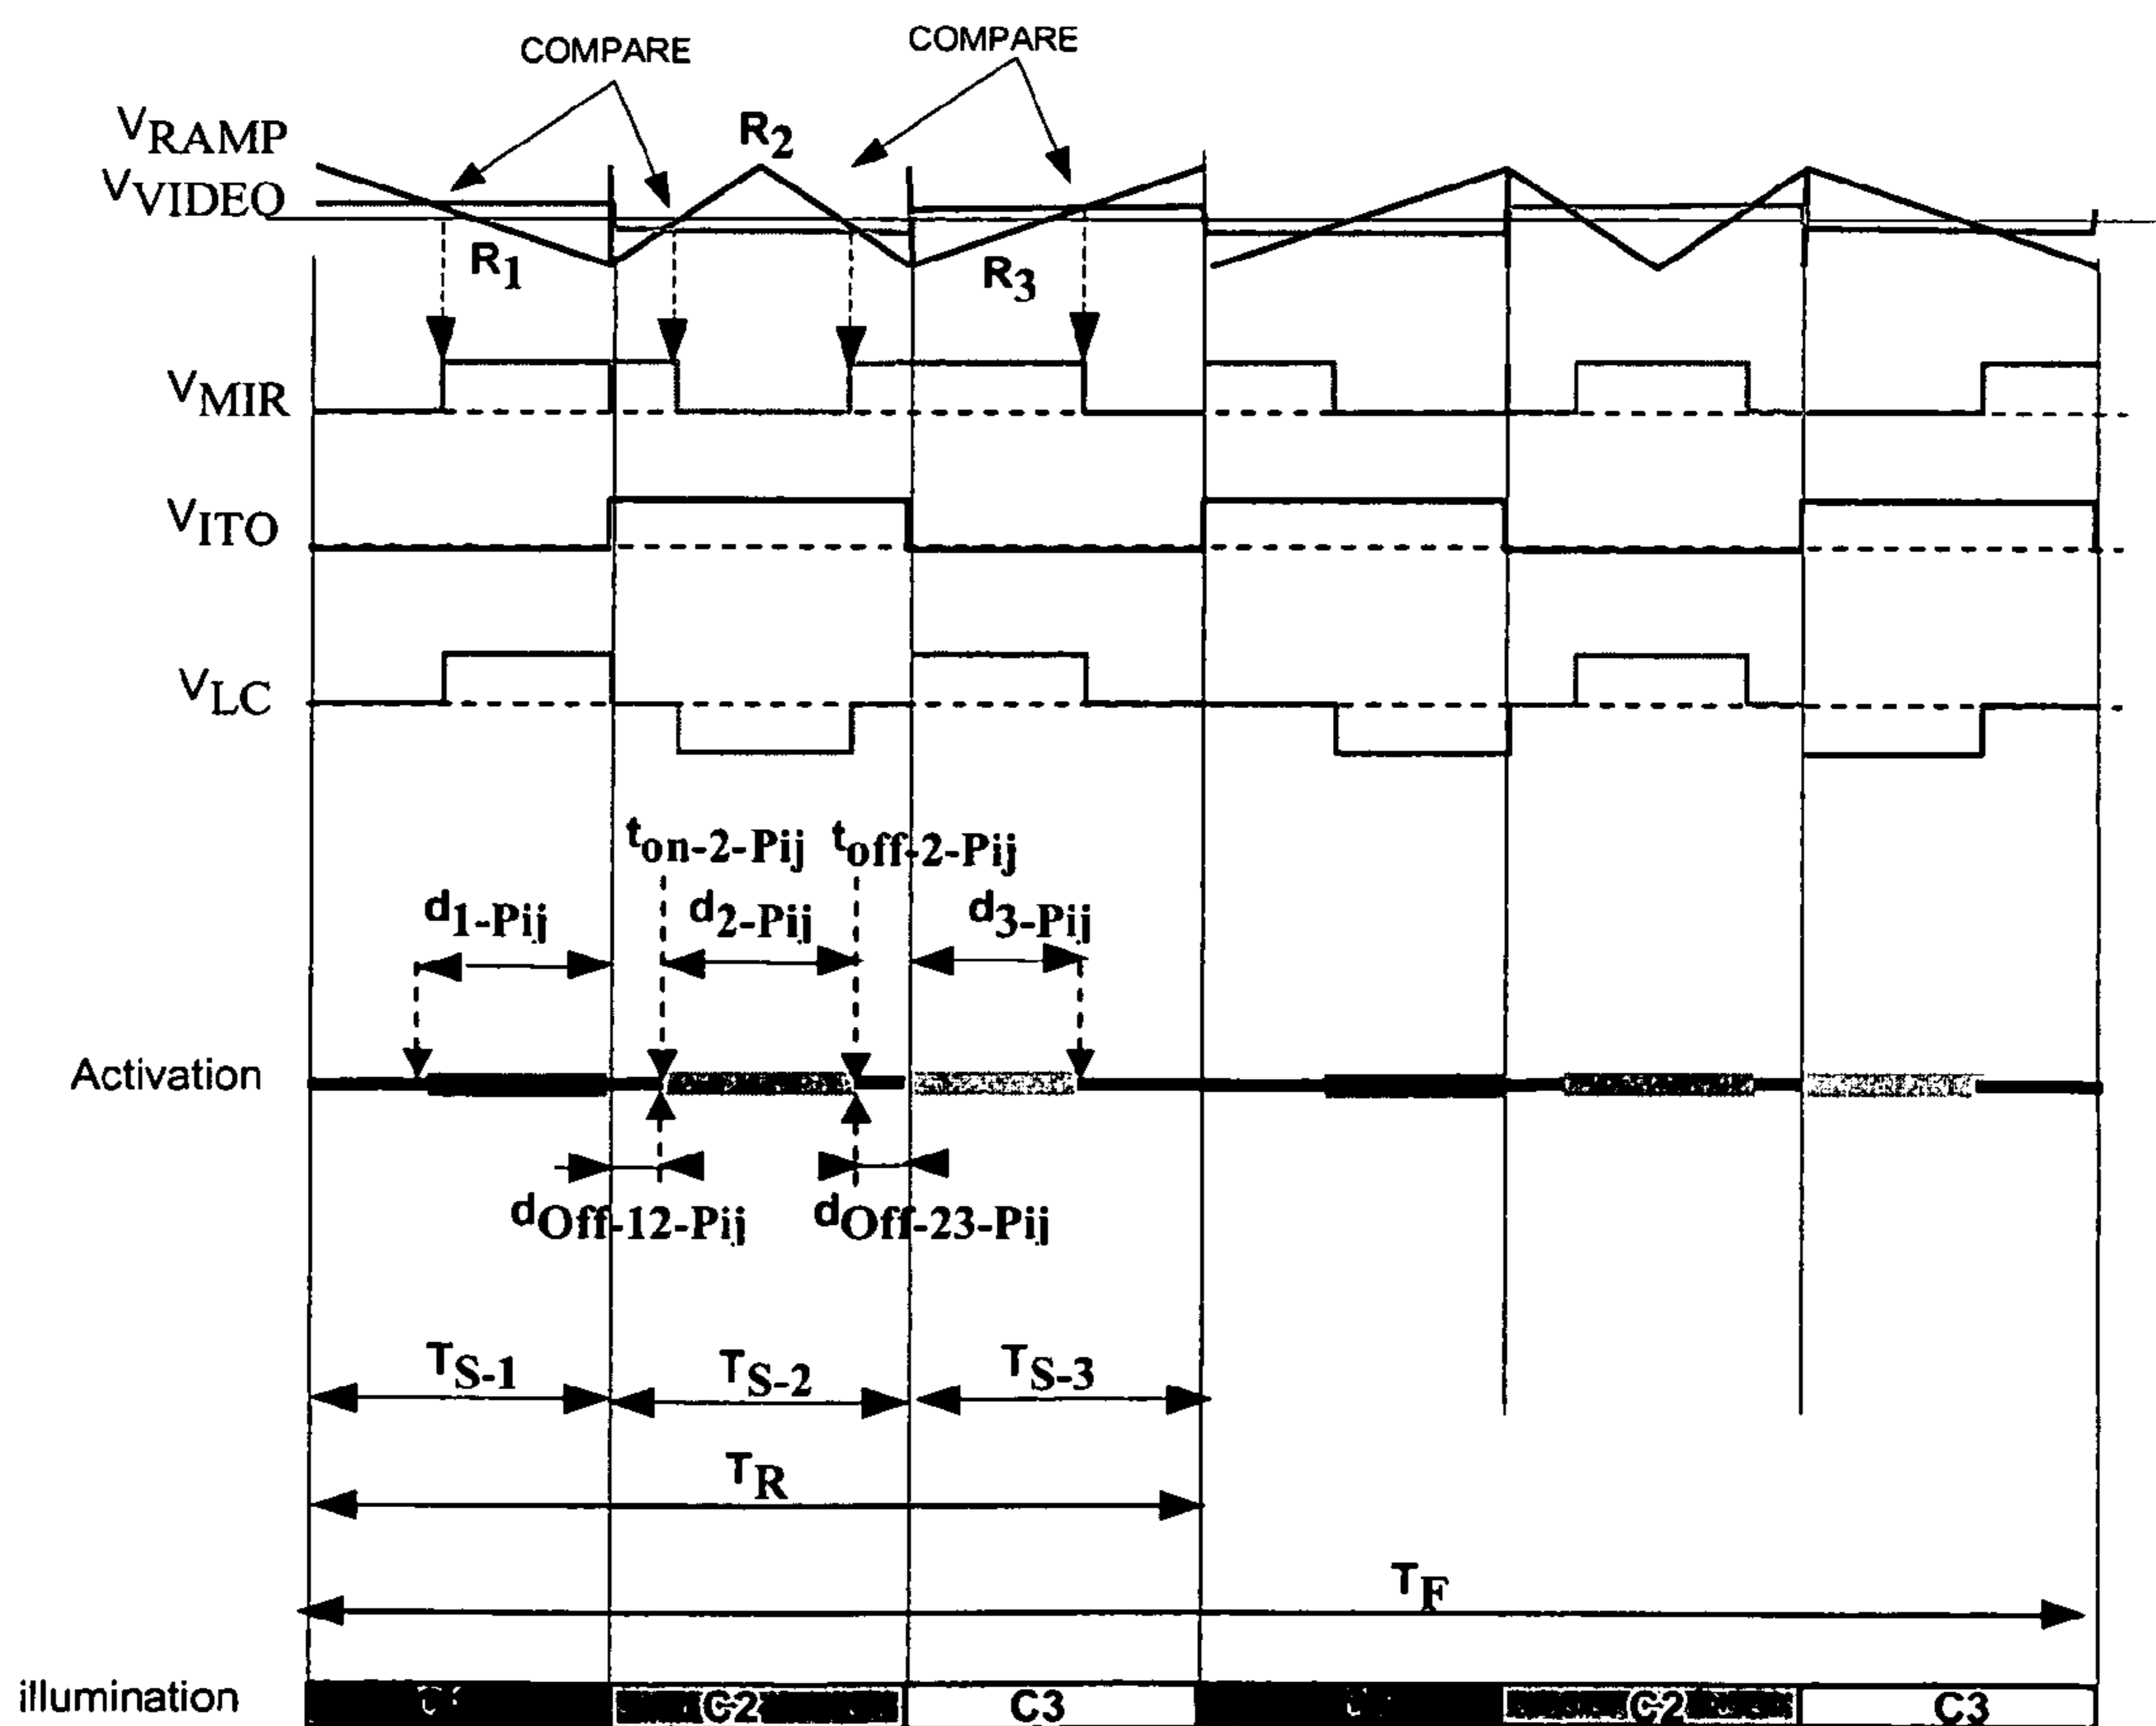 COMPARE
COMPARE
VRAMP
VVIDEO
R2
R1
R3
VMIR
VITO
VLC
ton-2-Pij
toff-2-Pij
d1-Pij
d2-Pij
d3-Pij
Activation
dOff-12-Pij
dOff-23-Pij
TS-1
TS-2
TS-3
TR
TF
illumination
C2
C3
C2
C3